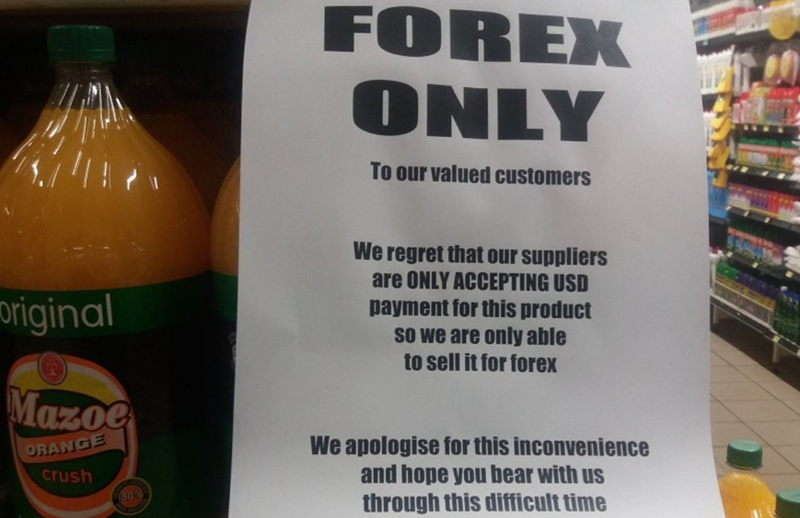 FOREX
ONLY
To our valued customers
We regret that our suppliers
are ONLY ACCEPTING USD
payment for this product
so we are only able
to sell it for forex
We apologise for this inconvenience
and hope you bear with us
through this difficult time
original
Mazoe
ORANGE
crush
80%